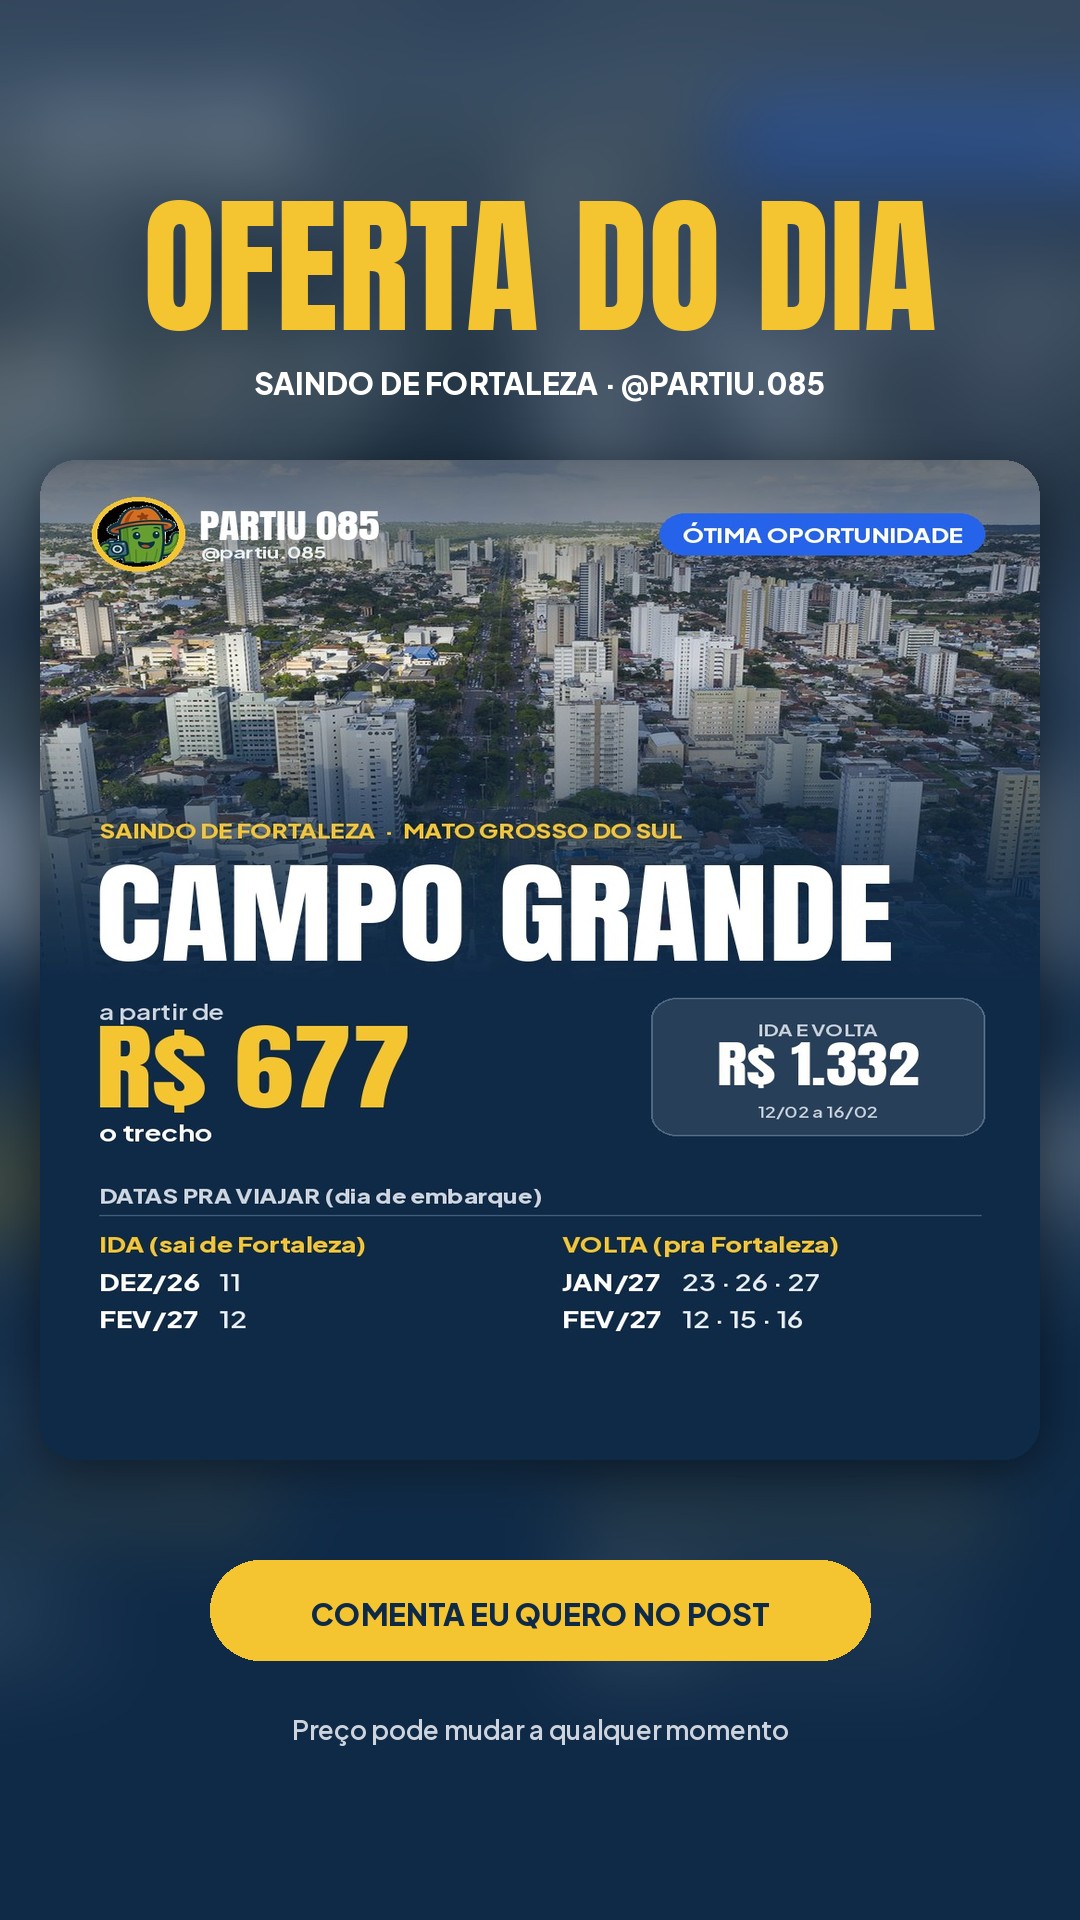 OFERTA DO DIA
SAINDO DE FORTALEZA · @PARTIU.085
PARTIU 085
@partiu.085
ÓTIMA OPORTUNIDADE
SAINDO DE FORTALEZA · MATO GROSSO DO SUL
CAMPO GRANDE
a partir de
R$ 677
o trecho
IDA E VOLTA
R$ 1.332
12/02 a 16/02
DATAS PRA VIAJAR (dia de embarque)
IDA (sai de Fortaleza)
DEZ/26 11
FEV/27 12
VOLTA (pra Fortaleza)
JAN/27 23 · 26 · 27
FEV/27 12 · 15 · 16
COMENTA EU QUERO NO POST
Preço pode mudar a qualquer momento